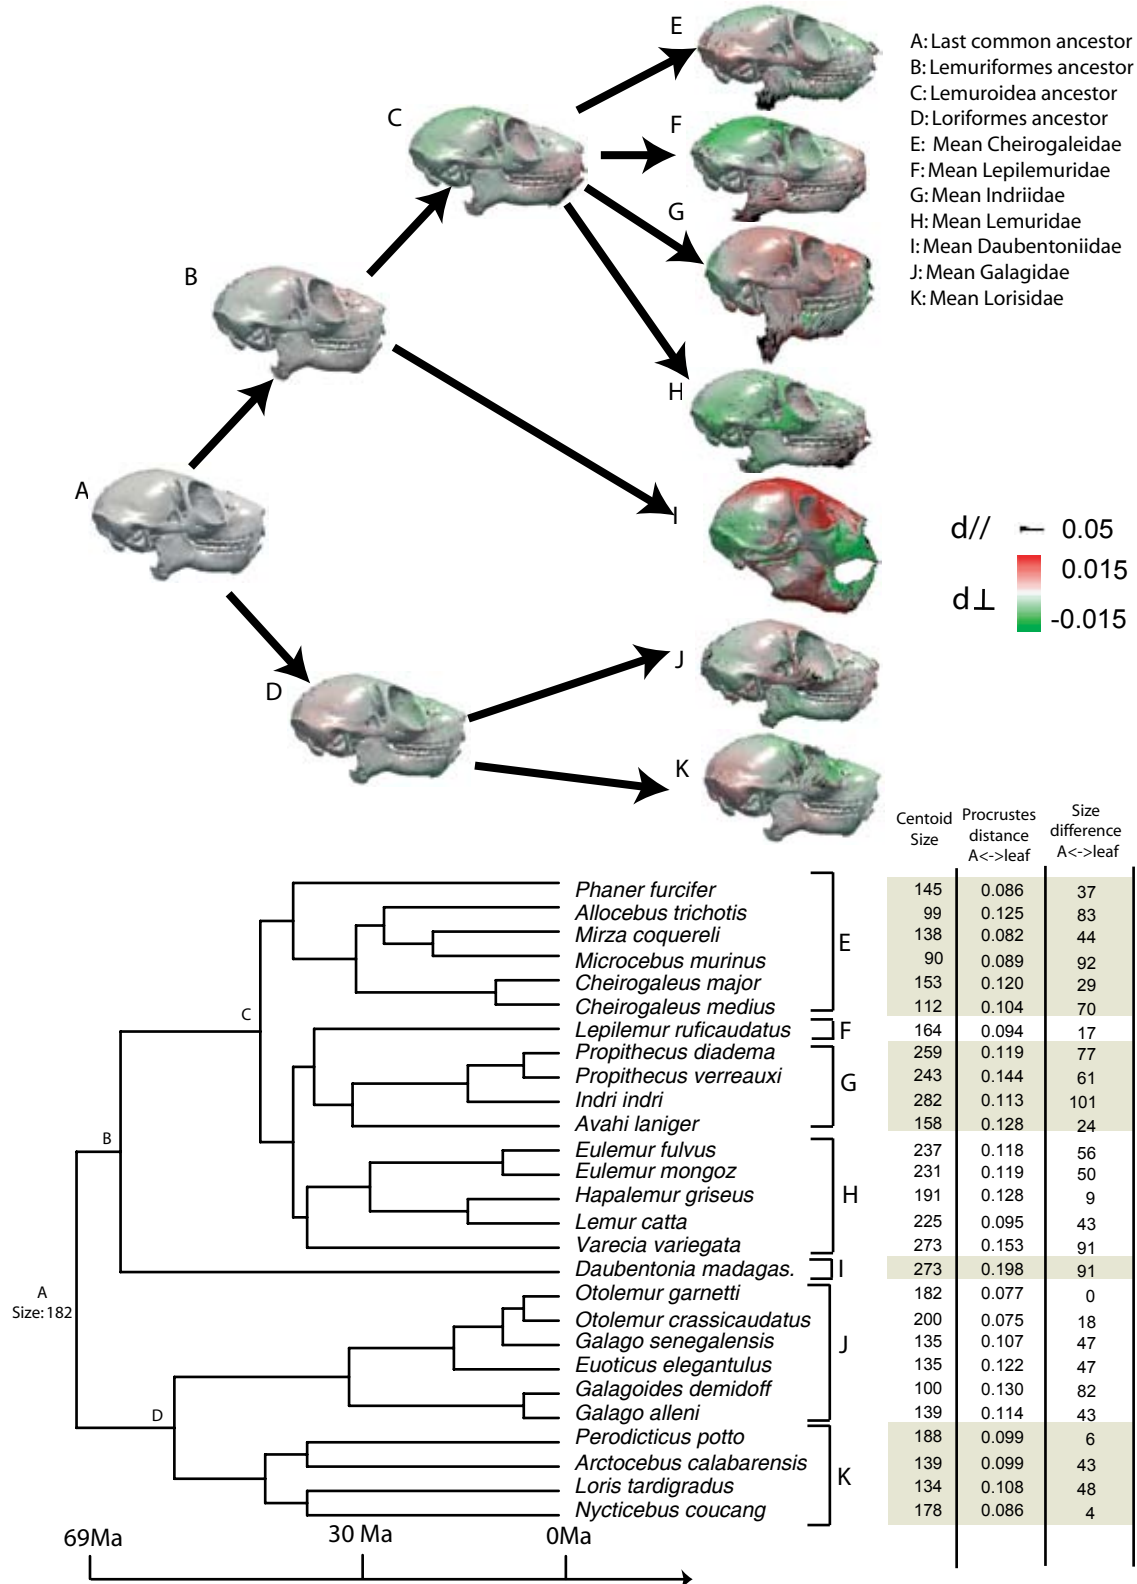 E
A: Last common ancestor
B: Lemuriformes ancestor
C: Lemuroidea ancestor
D: Loriformes ancestor
E: Mean Cheirogaleidae
F: Mean Lepilemuridae
G: Mean Indriidae
H: Mean Lemuridae
I: Mean Daubentoniidae
J: Mean Galagidae
K: Mean Lorisidae
C
F
G
B
H
A
I
d// 0.05
0.015
d⊥
-0.015
D
J
K
Centoid Size
Procrustes distance A<->leaf
Size difference A<->leaf
Phaner furcifer 145 0.086 37
Allocebus trichotis 99 0.125 83
Mirza coquereli 138 0.082 44
E
Microcebus murinus 90 0.089 92
Cheirogaleus major 153 0.120 29
Cheirogaleus medius 112 0.104 70
C
Lepilemur ruficaudatus F 164 0.094 17
Propithecus diadema 259 0.119 77
Propithecus verreauxi 243 0.144 61
G
Indri indri 282 0.113 101
Avahi laniger 158 0.128 24
B
Eulemur fulvus 237 0.118 56
Eulemur mongoz 231 0.119 50
Hapalemur griseus H 191 0.128 9
Lemur catta 225 0.095 43
Varecia variegata 273 0.153 91
Daubentonia madagas. I 273 0.198 91
A
Size: 182
Otolemur garnetti 182 0.077 0
Otolemur crassicaudatus 200 0.075 18
Galago senegalensis J 135 0.107 47
Euoticus elegantulus 135 0.122 47
Galagoides demidoff 100 0.130 82
Galago alleni 139 0.114 43
D
Perodicticus potto 188 0.099 6
Arctocebus calabarensis 139 0.099 43
K
Loris tardigradus 134 0.108 48
Nycticebus coucang 178 0.086 4
69Ma 30 Ma 0Ma